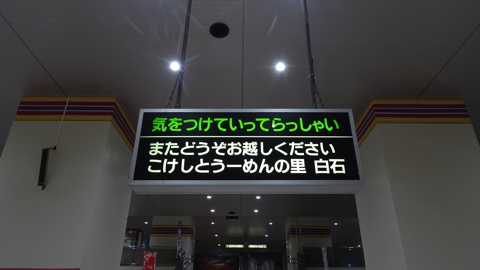 気をつけていってらっしゃい
またどうぞお越しください
こけしとうーめんの里 白石